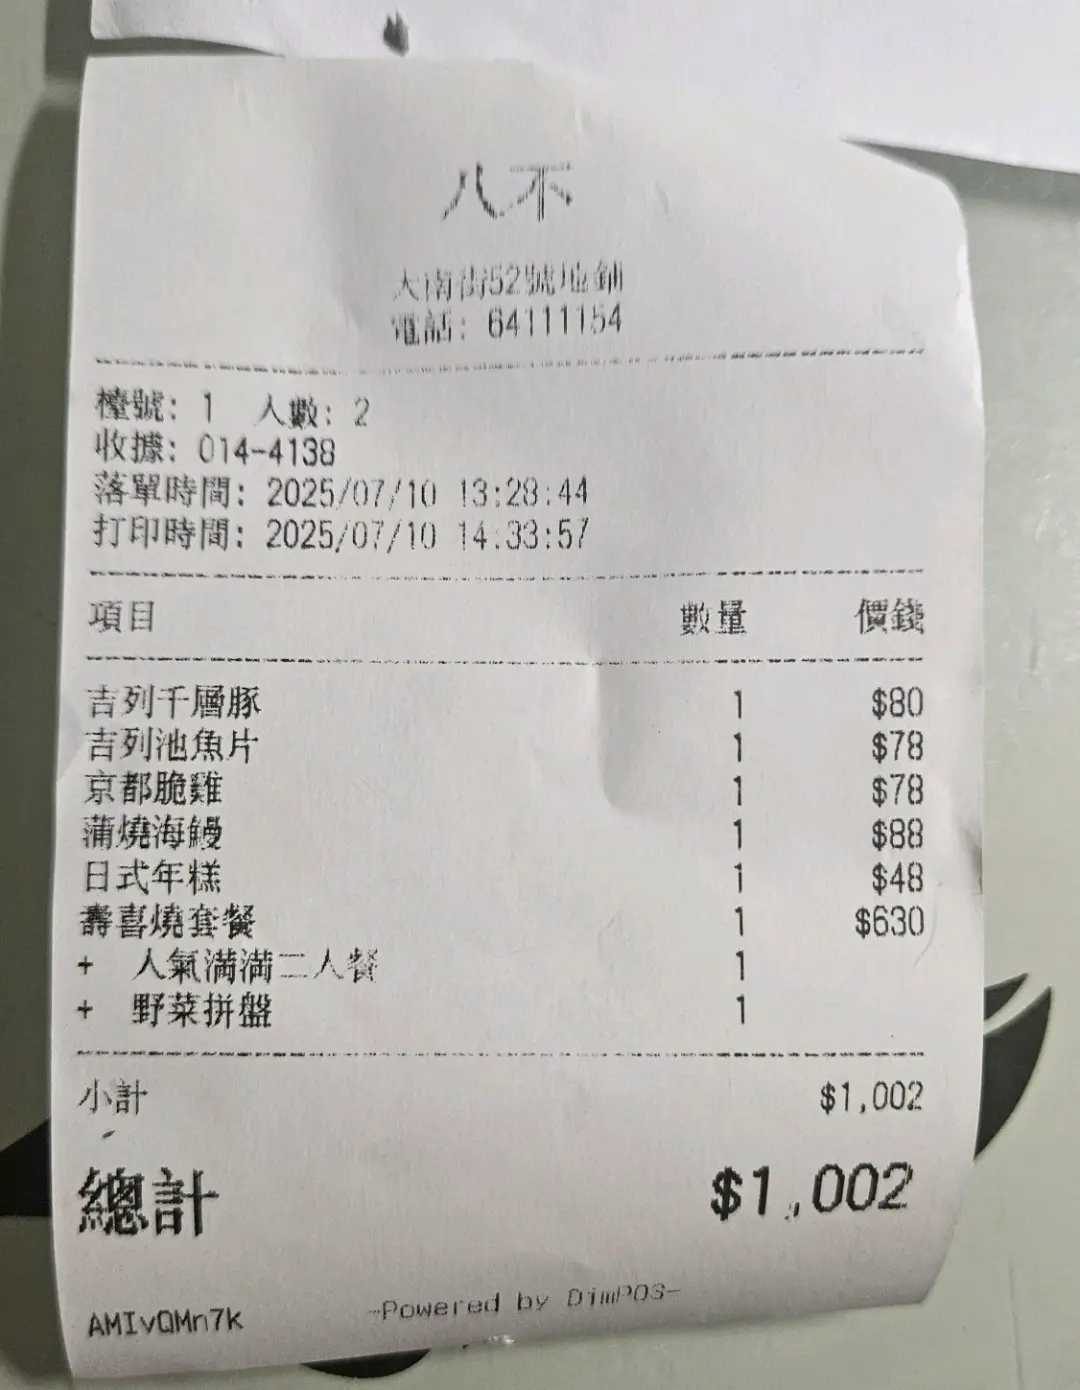 八不
大南街52號地舖
電話: 64111154
檯號: 1 人數: 2
收據: 014-4138
落單時間: 2025/07/10 13:28:44
打印時間: 2025/07/10 14:33:57
項目 數量 價錢
吉列千層豚 1 $80
吉列池魚片 1 $78
京都脆雞 1 $78
蒲燒海鰻 1 $88
日式年糕 1 $48
壽喜燒套餐 1 $630
+ 人氣滿滿二人餐 1
+ 野菜拼盤 1
小計 $1,002
總計 $1,002
AMIvQMn7k -Powered by DimPOS-